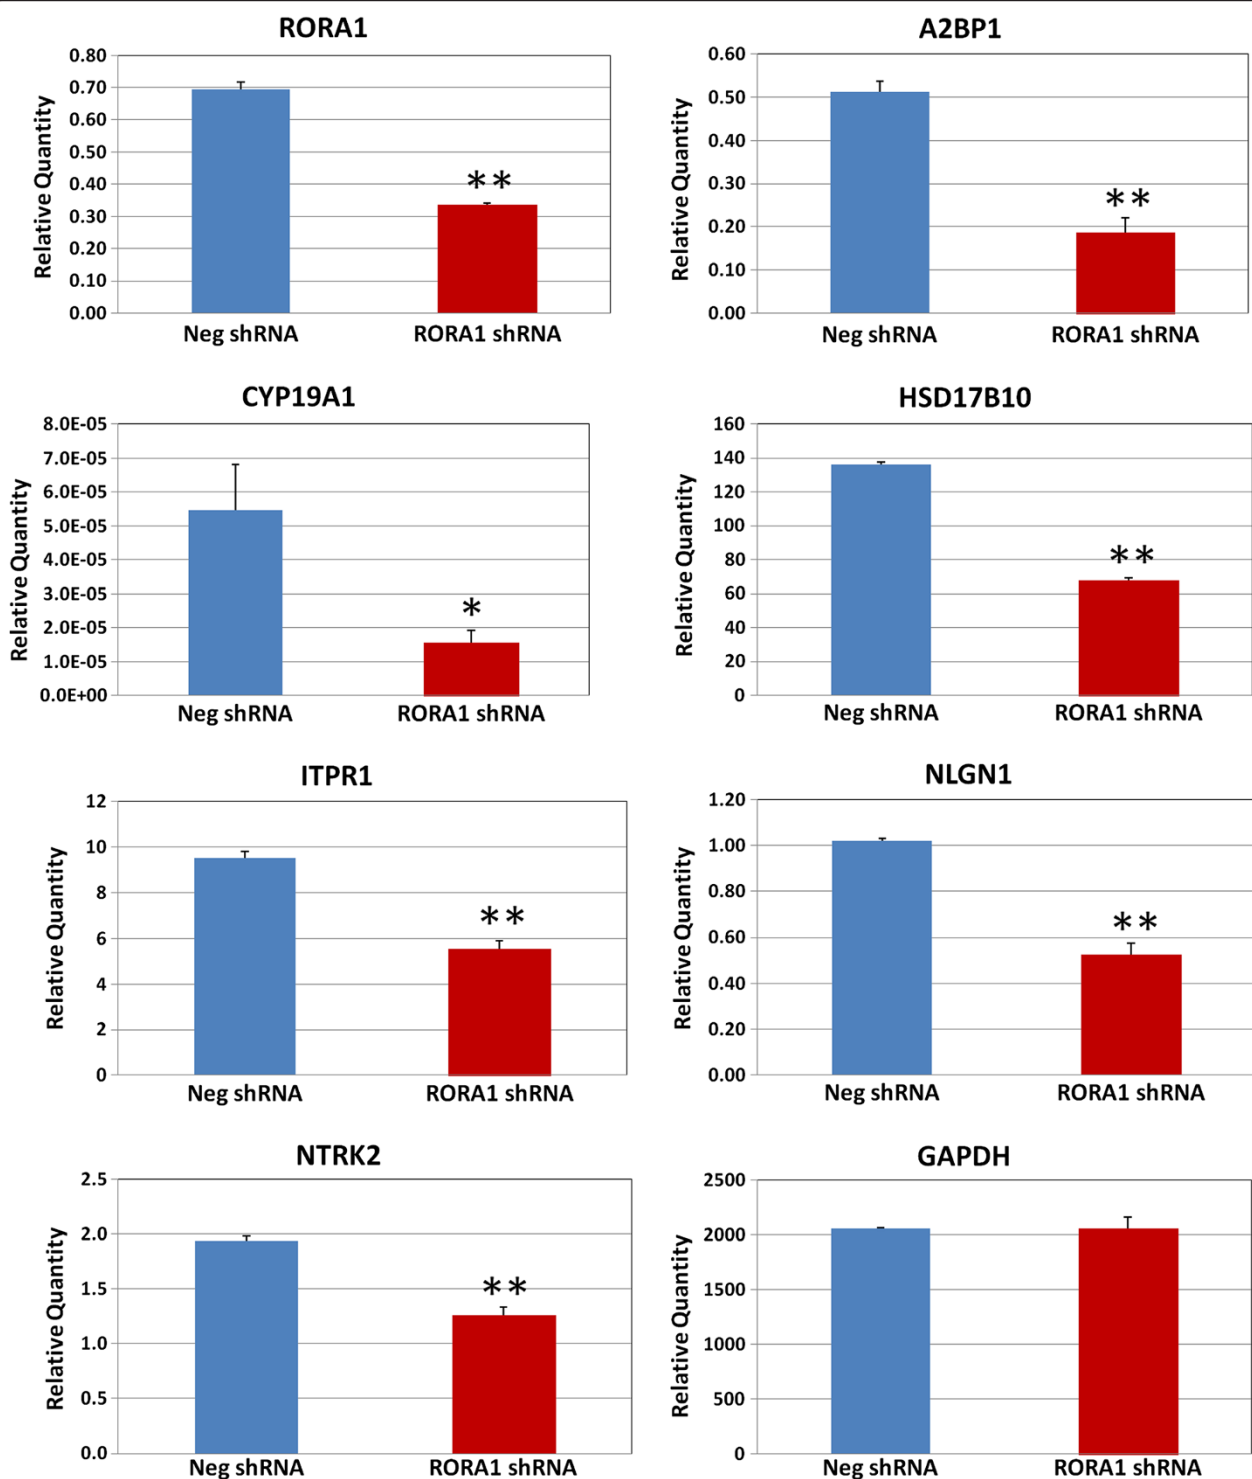 RORA1
Relative Quantity
0.80
0.70
0.60
0.50
0.40
0.30
0.20
0.10
0.00
**
Neg shRNA
RORA1 shRNA
A2BP1
Relative Quantity
0.60
0.50
0.40
0.30
0.20
0.10
0.00
**
Neg shRNA
RORA1 shRNA
CYP19A1
Relative Quantity
8.0E-05
7.0E-05
6.0E-05
5.0E-05
4.0E-05
3.0E-05
2.0E-05
1.0E-05
0.0E+00
*
Neg shRNA
RORA1 shRNA
HSD17B10
Relative Quantity
160
140
120
100
80
60
40
20
0
**
Neg shRNA
RORA1 shRNA
ITPR1
Relative Quantity
12
10
8
6
4
2
0
**
Neg shRNA
RORA1 shRNA
NLGN1
Relative Quantity
1.20
1.00
0.80
0.60
0.40
0.20
0.00
**
Neg shRNA
RORA1 shRNA
NTRK2
Relative Quantity
2.5
2.0
1.5
1.0
0.5
0.0
**
Neg shRNA
RORA1 shRNA
GAPDH
Relative Quantity
2500
2000
1500
1000
500
0
Neg shRNA
RORA1 shRNA